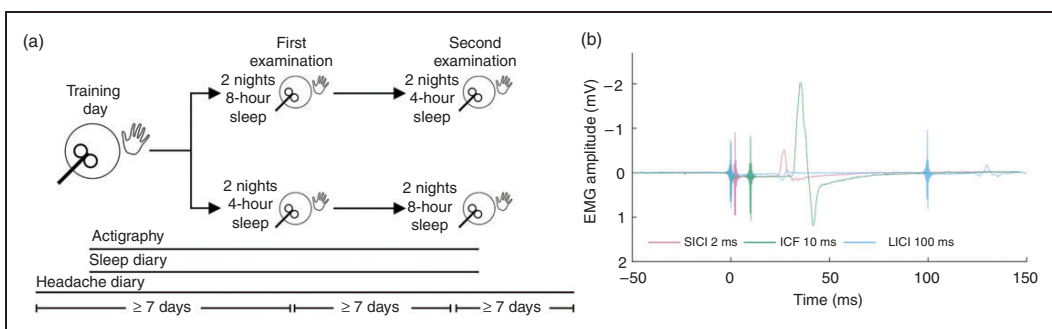 (a)
Training
day
First
examination
2 nights
8-hour
sleep
Second
examination
2 nights
4-hour
sleep
2 nights
4-hour
sleep
2 nights
8-hour
sleep
Actigraphy
Sleep diary
Headache diary
≥ 7 days
≥ 7 days
≥ 7 days
(b)
EMG amplitude (mV)
−2
−1
0
1
2
SICI 2 ms
ICF 10 ms
LICI 100 ms
−50
0
50
100
150
Time (ms)